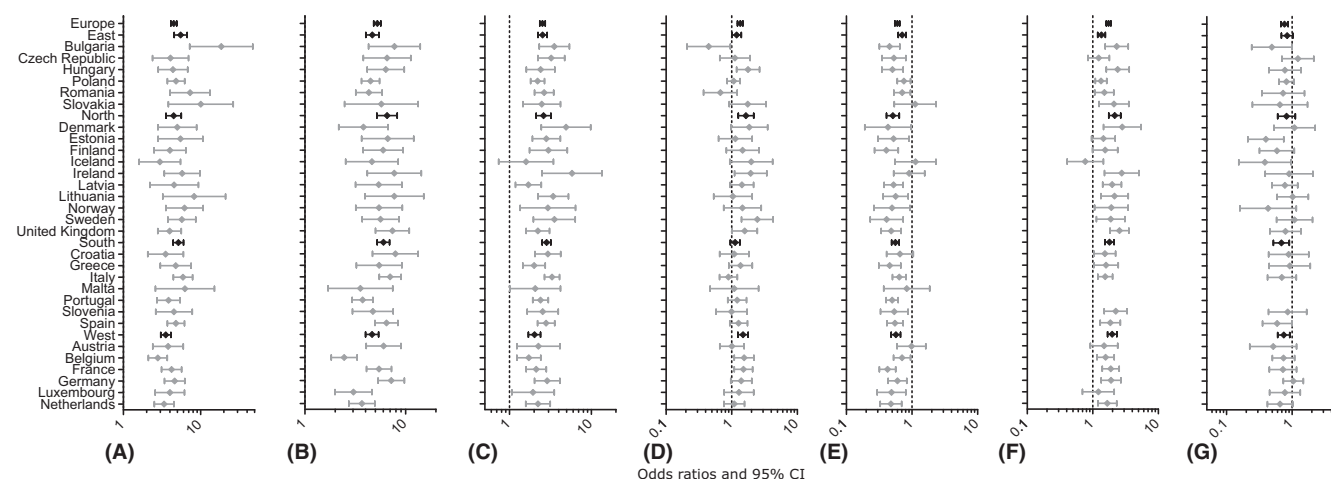 Europe
East
Bulgaria
Czech Republic
Hungary
Poland
Romania
Slovakia
North
Denmark
Estonia
Finland
Iceland
Ireland
Latvia
Lithuania
Norway
Sweden
United Kingdom
South
Croatia
Greece
Italy
Malta
Portugal
Slovenia
Spain
West
Austria
Belgium
France
Germany
Luxembourg
Netherlands
1 10 1 10 1 10 0.1 1 10 0.1 1 10 0.1 1 10 0.1 1
(A) (B) (C) (D) (E) (F) (G)
Odds ratios and 95% CI